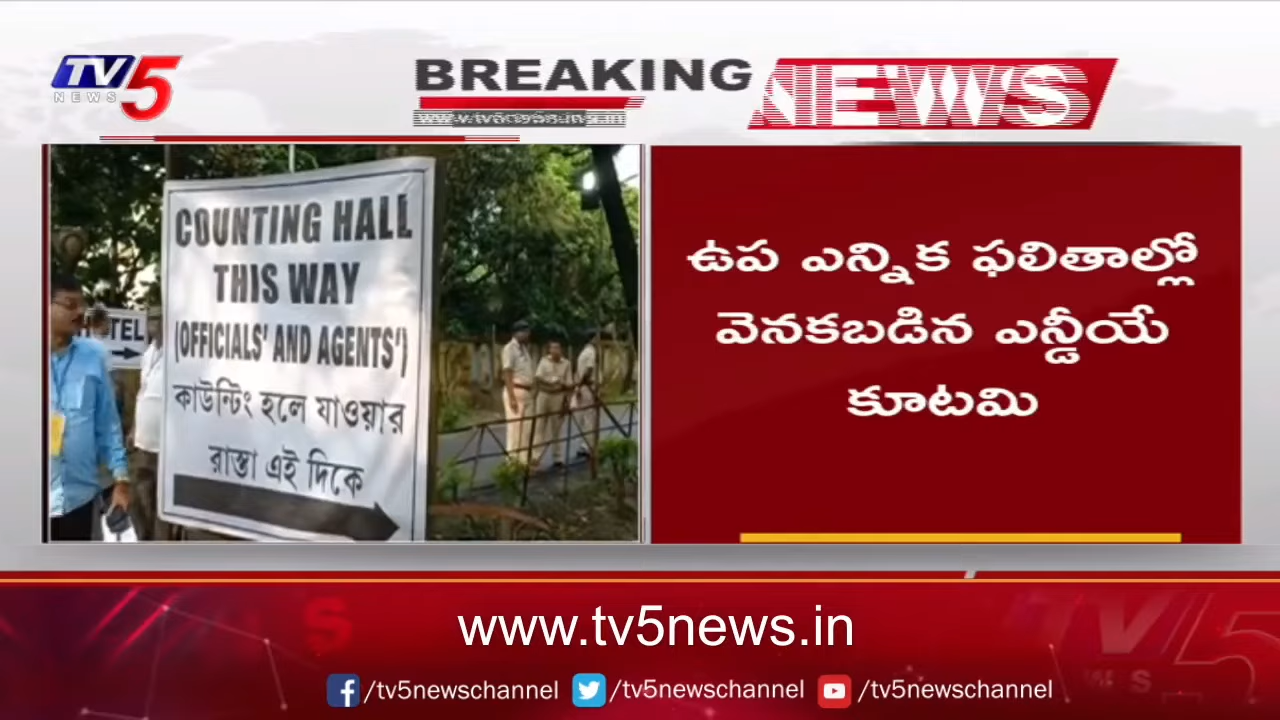 TV5
NEWS
BREAKING
NEWS
COUNTING HALL
THIS WAY
(OFFICIALS' AND AGENTS')
কাউন্টিং হলে যাওয়ার
রাস্তা এই দিকে
TEL
ఉప ఎన్నిక ఫలితాల్లో
వెనకబడిన ఎన్డీయే
కూటమి
www.tv5news.in
/tv5newschannel /tv5newschannel /tv5newschannel